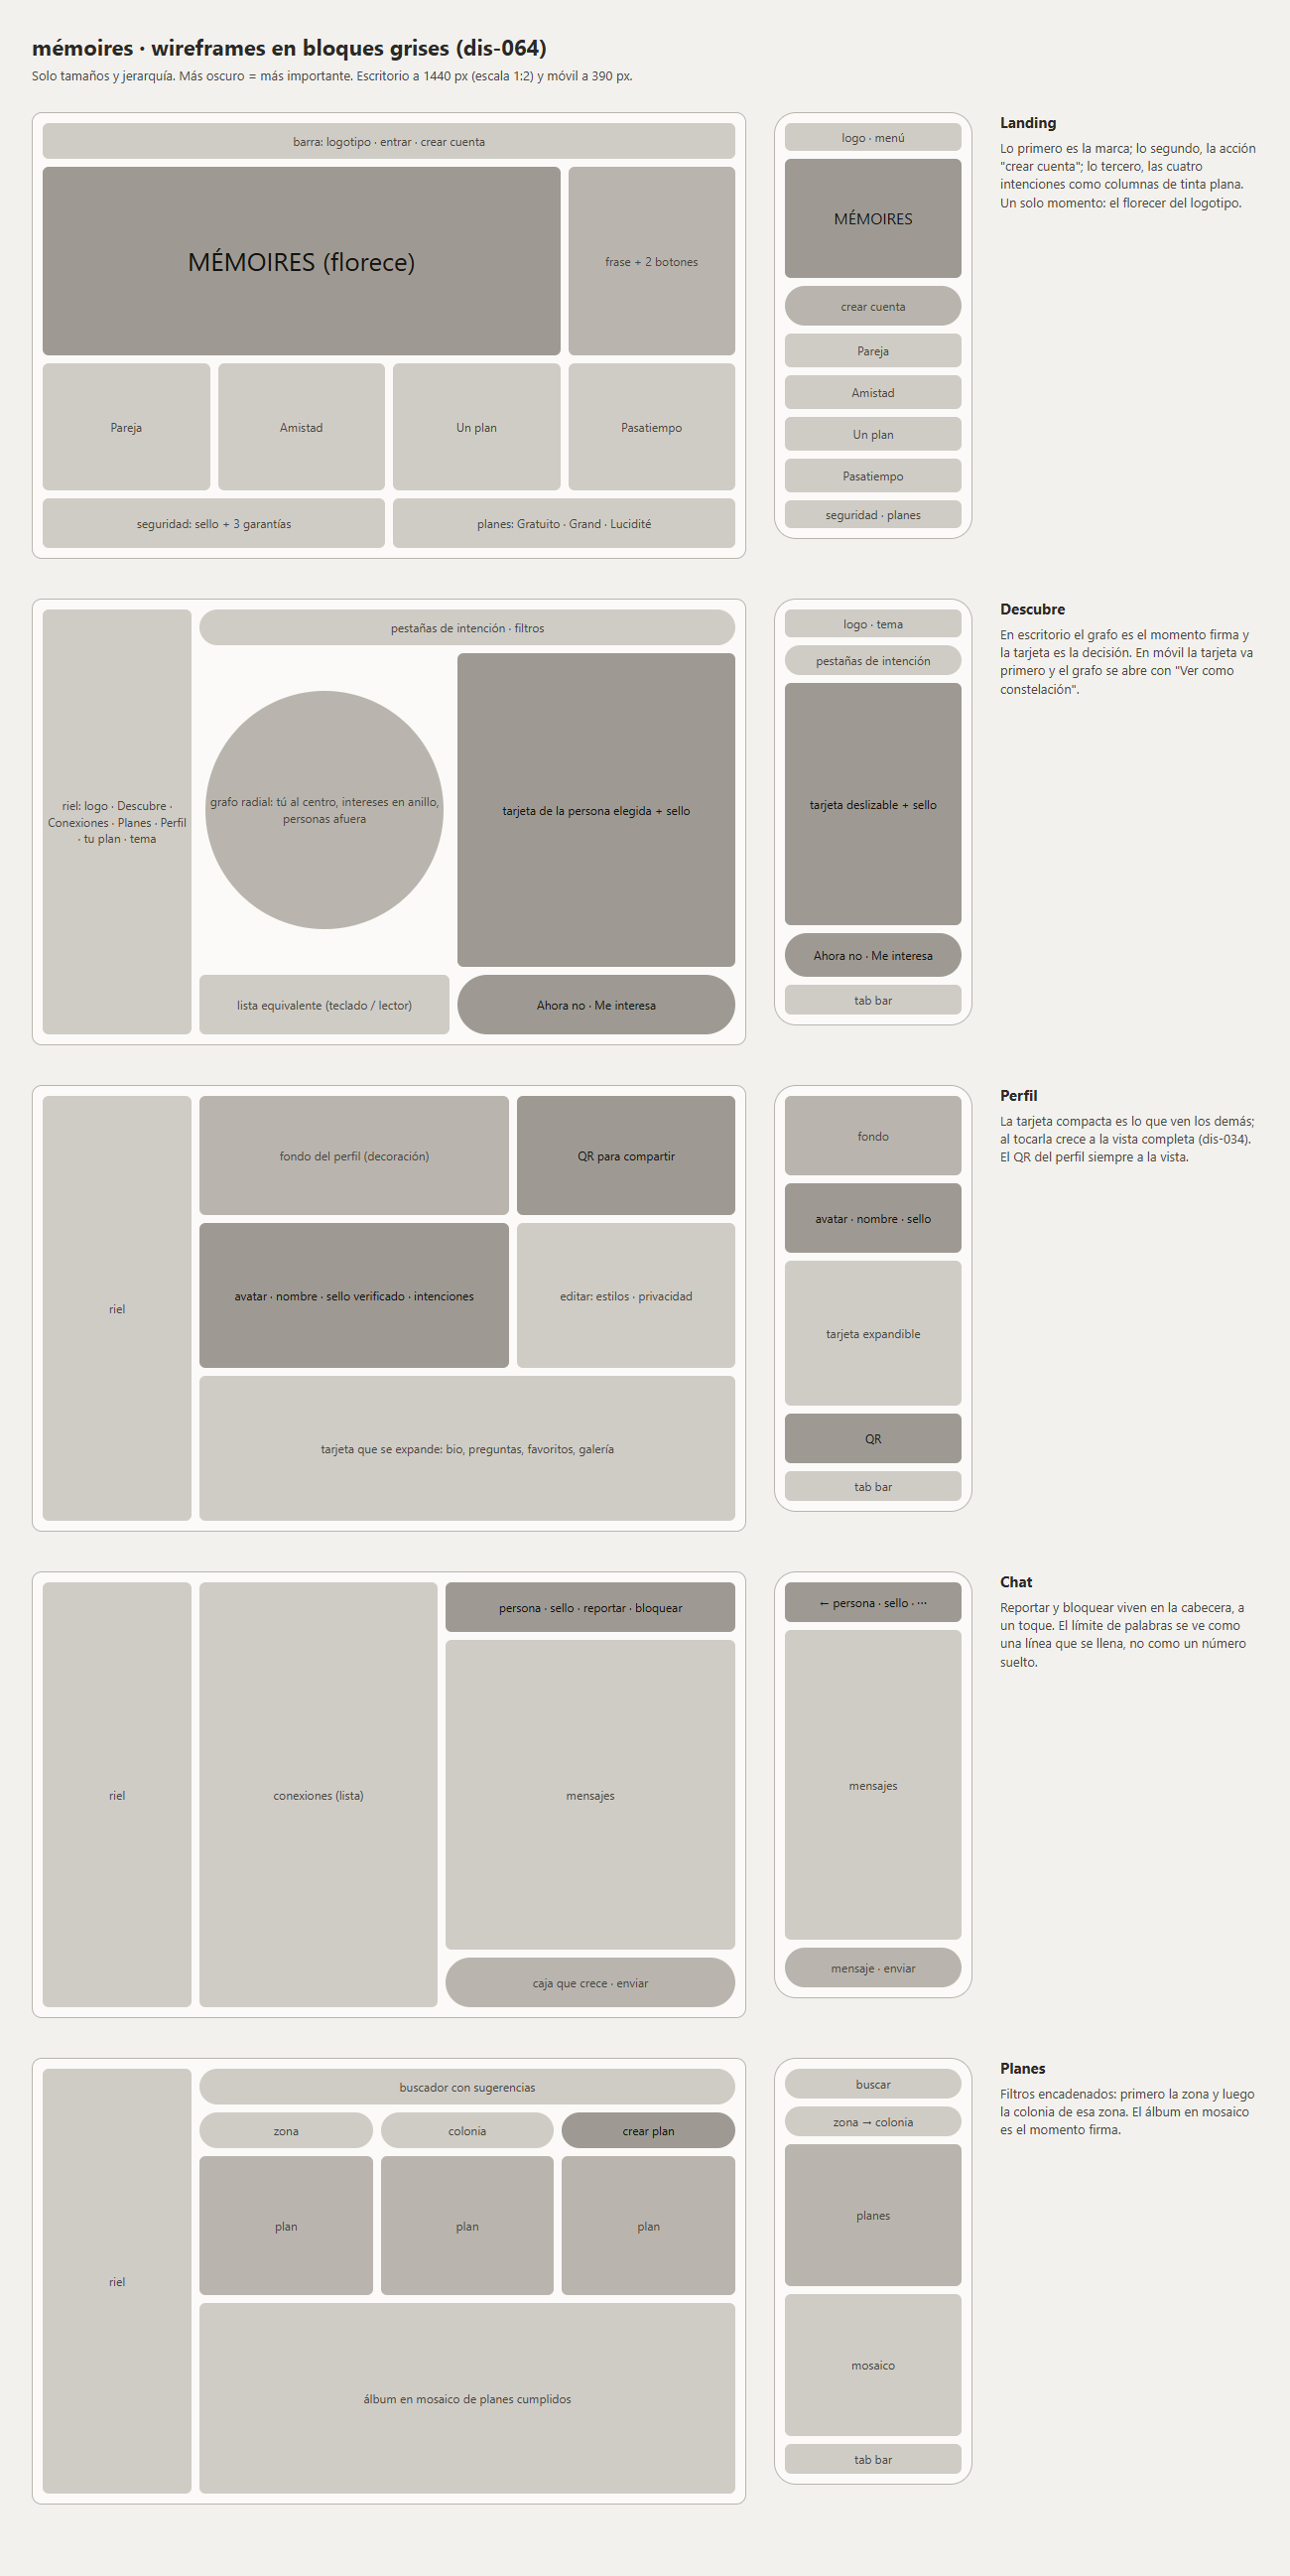 mémoires · wireframes en bloques grises (dis-064)
Solo tamaños y jerarquía. Más oscuro = más importante. Escritorio a 1440 px (escala 1:2) y móvil a 390 px.
barra: logotipo · entrar · crear cuenta
MÉMOIRES (florece)
frase + 2 botones
Pareja
Amistad
Un plan
Pasatiempo
seguridad: sello + 3 garantías
planes: Gratuito · Grand · Lucidité
logo · menú
MÉMOIRES
crear cuenta
Pareja
Amistad
Un plan
Pasatiempo
seguridad · planes
Landing
Lo primero es la marca; lo segundo, la acción
"crear cuenta"; lo tercero, las cuatro
intenciones como columnas de tinta plana.
Un solo momento: el florecer del logotipo.
riel: logo · Descubre ·
Conexiones · Planes · Perfil
· tu plan · tema
pestañas de intención · filtros
grafo radial: tú al centro, intereses en anillo,
personas afuera
tarjeta de la persona elegida + sello
lista equivalente (teclado / lector)
Ahora no · Me interesa
logo · tema
pestañas de intención
tarjeta deslizable + sello
Ahora no · Me interesa
tab bar
Descubre
En escritorio el grafo es el momento firma y
la tarjeta es la decisión. En móvil la tarjeta va
primero y el grafo se abre con "Ver como
constelación".
riel
fondo del perfil (decoración)
QR para compartir
avatar · nombre · sello verificado · intenciones
editar: estilos · privacidad
tarjeta que se expande: bio, preguntas, favoritos, galería
fondo
avatar · nombre · sello
tarjeta expandible
QR
tab bar
Perfil
La tarjeta compacta es lo que ven los demás;
al tocarla crece a la vista completa (dis-034).
El QR del perfil siempre a la vista.
riel
conexiones (lista)
persona · sello · reportar · bloquear
mensajes
caja que crece · enviar
← persona · sello · ···
mensajes
mensaje · enviar
Chat
Reportar y bloquear viven en la cabecera, a
un toque. El límite de palabras se ve como
una línea que se llena, no como un número
suelto.
riel
buscador con sugerencias
zona
colonia
crear plan
plan
plan
plan
álbum en mosaico de planes cumplidos
buscar
zona → colonia
planes
mosaico
tab bar
Planes
Filtros encadenados: primero la zona y luego
la colonia de esa zona. El álbum en mosaico
es el momento firma.